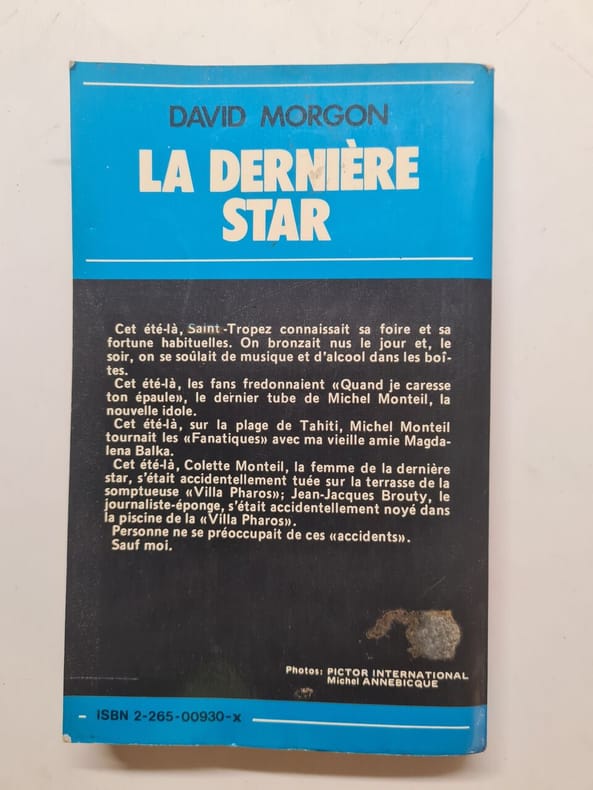 DAVID MORGON
LA DERNIÈRE
STAR
Cet été-là, Saint-Tropez connaissait sa foire et sa
fortune habituelles. On bronzait nus le jour et, le
soir, on se soûlait de musique et d'alcool dans les boî-
tes.
Cet été-là, les fans fredonnaient «Quand je caresse
ton épaule», le dernier tube de Michel Monteil, la
nouvelle idole.
Cet été-là, sur la plage de Tahiti, Michel Monteil
tournait les «Fanatiques» avec ma vieille amie Magda-
lena Balka.
Cet été-là, Colette Monteil, la femme de la dernière
star, s'était accidentellement tuée sur la terrasse de la
somptueuse «Villa Pharos»; Jean-Jacques Brouty, le
journaliste-éponge, s'était accidentellement noyé dans
la piscine de la «Villa Pharos».
Personne ne se préoccupait de ces «accidents».
Sauf moi.
Photos: PICTOR INTERNATIONAL
Michel ANNEBICQUE
ISBN 2-265-00930-x